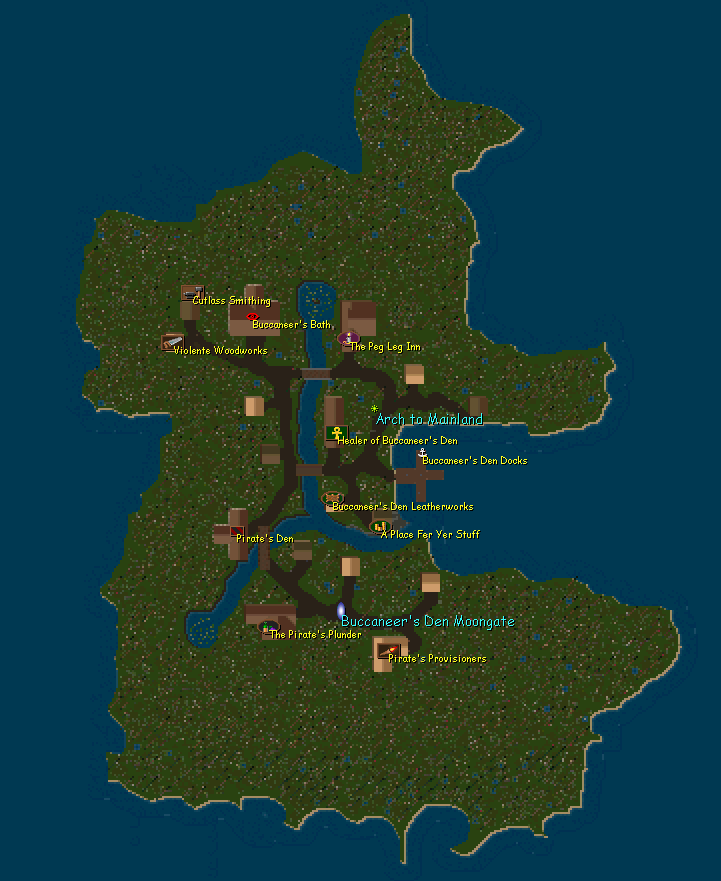 Cutlass Smithing
Buccaneer's Bath
The Peg Leg Inn
Violente Woodworks
Arch to Mainland
Healer of Buccaneer's Den
Buccaneer's Den Docks
Buccaneer's Den Leatherworks
A Place Fer Yer Stuff
Pirate's Den
Buccaneer's Den Moongate
The Pirate's Plunder
Pirate's Provisioners